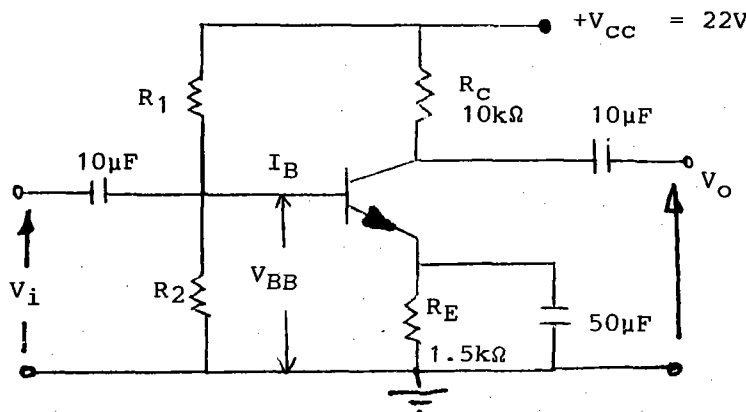 +VCC = 22V
R1
RC
10kΩ
10µF
10µF
IB
Vo
VBB
Vi
R2
RE
50µF
1.5kΩ